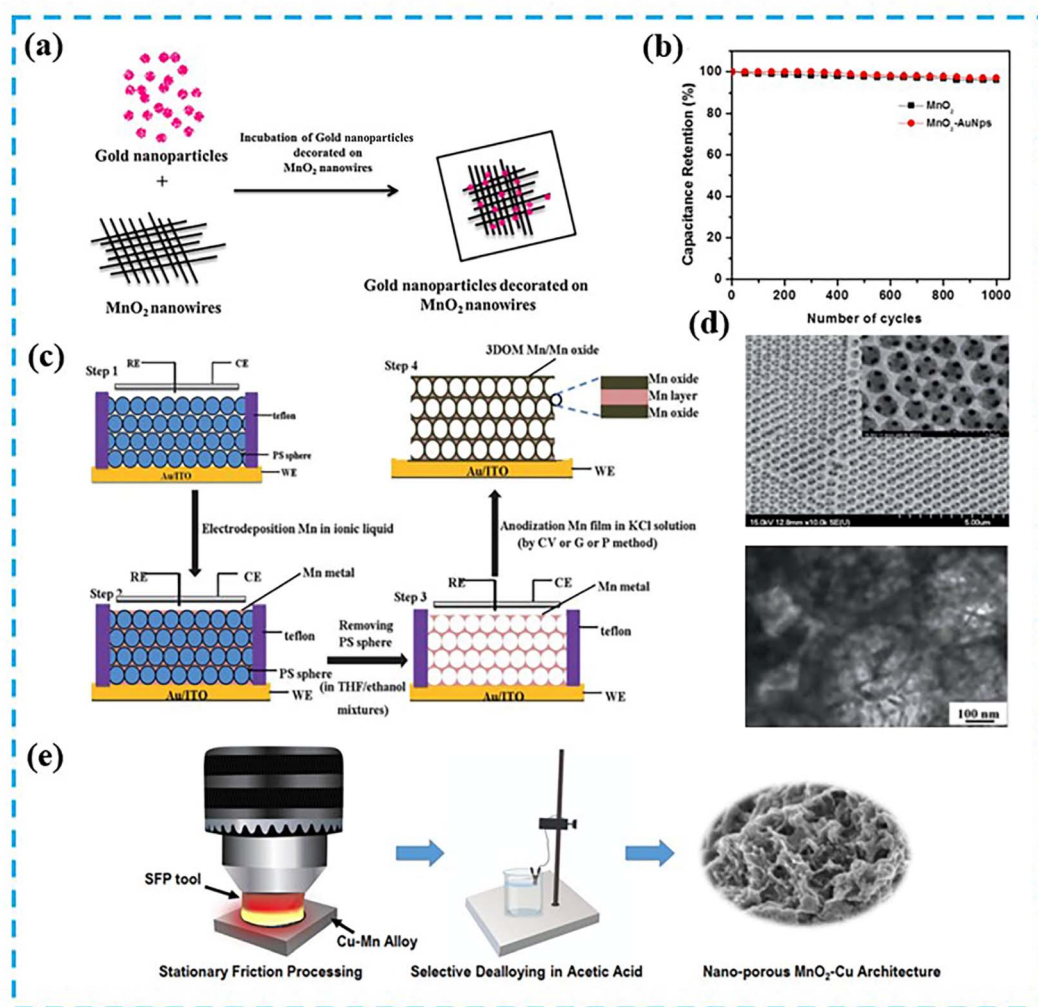 (a)
Gold nanoparticles
+
MnO₂ nanowires
Incubation of Gold nanoparticles
decorated on
MnO₂ nanowires
Gold nanoparticles decorated on
MnO₂ nanowires
(b)
Capacitance Retention (%)
100
80
60
40
20
0
MnO₂
MnO₂-AuNps
0 200 400 600 800 1000
Number of cycles
(c)
Step 1
RE
CE
teflon
PS sphere
WE
Au/ITO
Electrodeposition Mn in ionic liquid
Step 2
RE
CE
Mn metal
teflon
PS sphere
WE
Au/ITO
Removing
PS sphere
(in THF/ethanol
mixtures)
Step 3
RE
CE
Mn metal
teflon
WE
Au/ITO
Anodization Mn film in KCl solution
(by CV or G or P method)
Step 4
3DOM Mn/Mn oxide
Mn oxide
Mn layer
Mn oxide
WE
Au/ITO
(d)
15.0kV 12.8mm x10.0k SE(U)
5.00um
100 nm
(e)
SFP tool
Cu-Mn Alloy
Stationary Friction Processing
Selective Dealloying in Acetic Acid
Nano-porous MnO₂-Cu Architecture